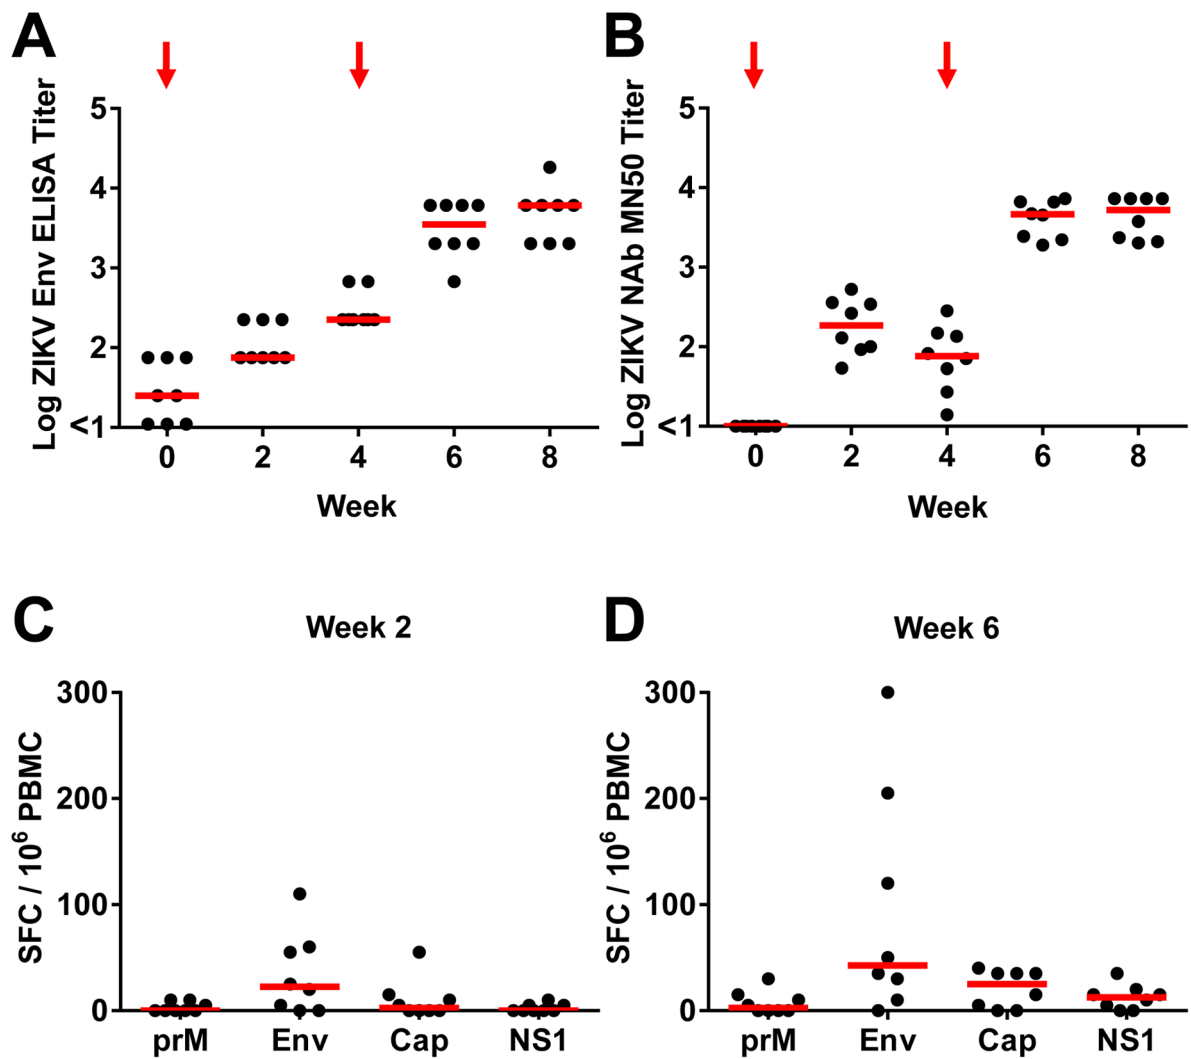 A
B
Log ZIKV Env ELISA Titer
5
4
3
2
<1
0 2 4 6 8
Week
Log ZIKV NAb MN50 Titer
5
4
3
2
<1
0 2 4 6 8
Week
C
Week 2
D
Week 6
SFC / 10⁶ PBMC
300
200
100
0
prM Env Cap NS1
SFC / 10⁶ PBMC
300
200
100
0
prM Env Cap NS1